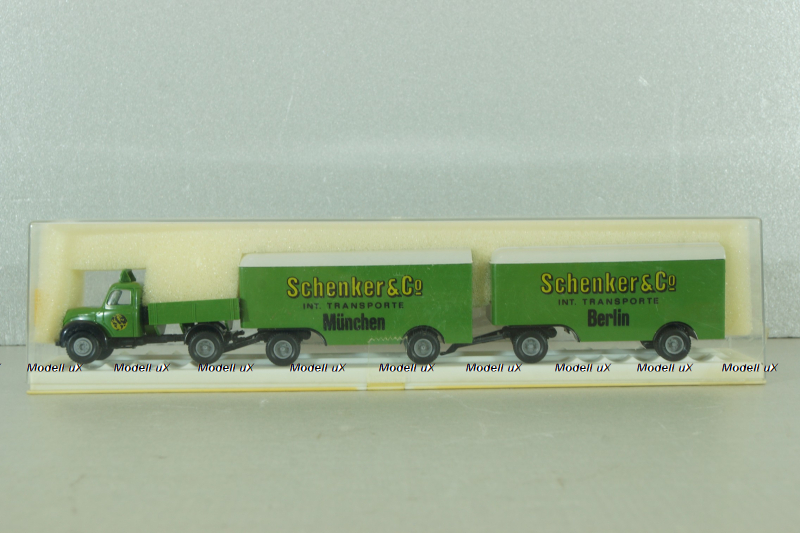 Schenker & Co
INT. TRANSPORTE
München
Schenker & Co
INT. TRANSPORTE
Berlin
Modell uX Modell uX Modell uX Modell uX Modell uX Modell uX Modell uX Modell uX Modell uX